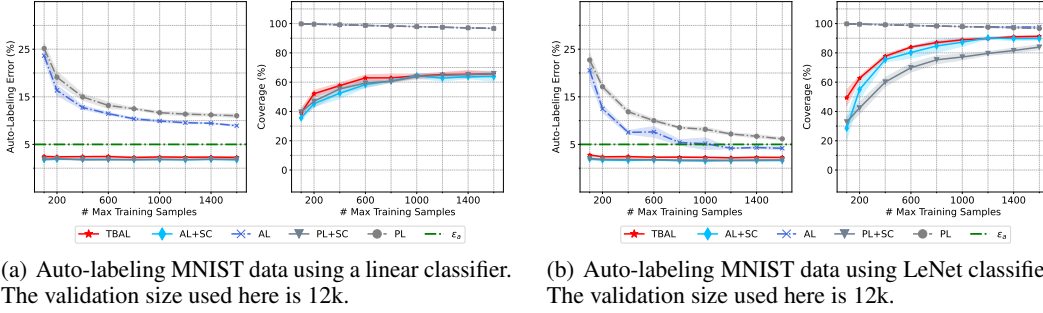 Auto-Labeling Error (%)
25
15
5
200
600
1000
1400
# Max Training Samples
Coverage (%)
100
80
60
40
20
0
200
600
1000
1400
# Max Training Samples
TBAL AL+SC AL PL+SC PL εa
(a) Auto-labeling MNIST data using a linear classifier.
The validation size used here is 12k.
Auto-Labeling Error (%)
25
15
5
200
600
1000
1400
# Max Training Samples
Coverage (%)
100
80
60
40
20
0
200
600
1000
1400
# Max Training Samples
TBAL AL+SC AL PL+SC PL εa
(b) Auto-labeling MNIST data using LeNet classifie
The validation size used here is 12k.